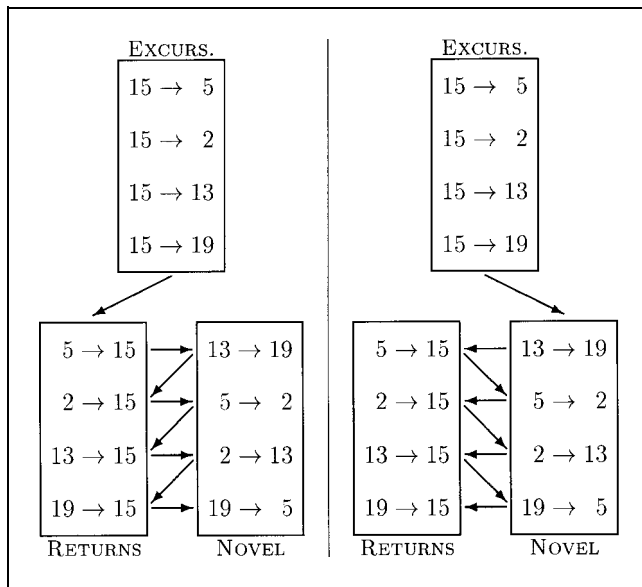 EXCURS.
15 → 5
15 → 2
15 → 13
15 → 19
5 → 15
2 → 15
13 → 15
19 → 15
RETURNS
13 → 19
5 → 2
2 → 13
19 → 5
NOVEL
EXCURS.
15 → 5
15 → 2
15 → 13
15 → 19
5 → 15
2 → 15
13 → 15
19 → 15
RETURNS
13 → 19
5 → 2
2 → 13
19 → 5
NOVEL